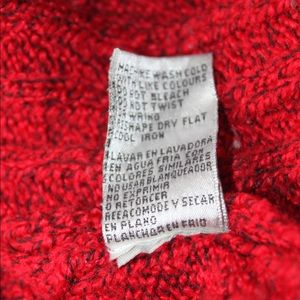 MACHINE WASH COLD
WITH LIKE COLOURS
DO NOT BLEACH
DO NOT TWIST
OR WRING
RESHAPE DRY FLAT
COOL IRON
LAVAR EN LAVADORA
EN AGUA FRIA CON
COLORES SIMILARES
NO USAR BLANQUEADOR
NO EXPRIMIR
O RETORCER
REEACOMODE Y SECAR
EN PLANO
PLANCHAR EN FRIO